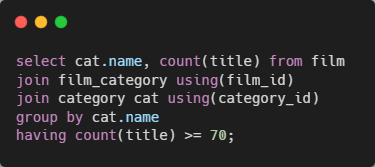 select cat.name, count(title) from film
join film_category using(film_id)
join category cat using(category_id)
group by cat.name
having count(title) >= 70;